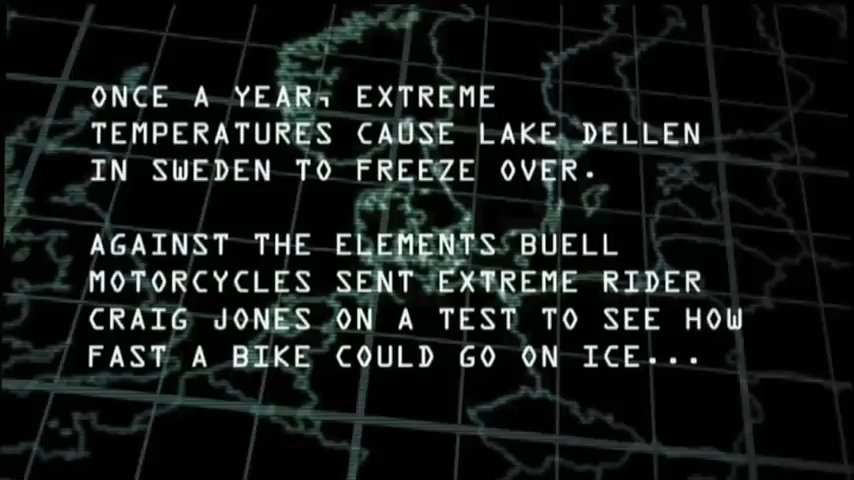 ONCE A YEAR, EXTREME
TEMPERATURES CAUSE LAKE DELLEN
IN SWEDEN TO FREEZE OVER.
AGAINST THE ELEMENTS BUELL
MOTORCYCLES SENT EXTREME RIDER
CRAIG JONES ON A TEST TO SEE HOW
FAST A BIKE COULD GO ON ICE...